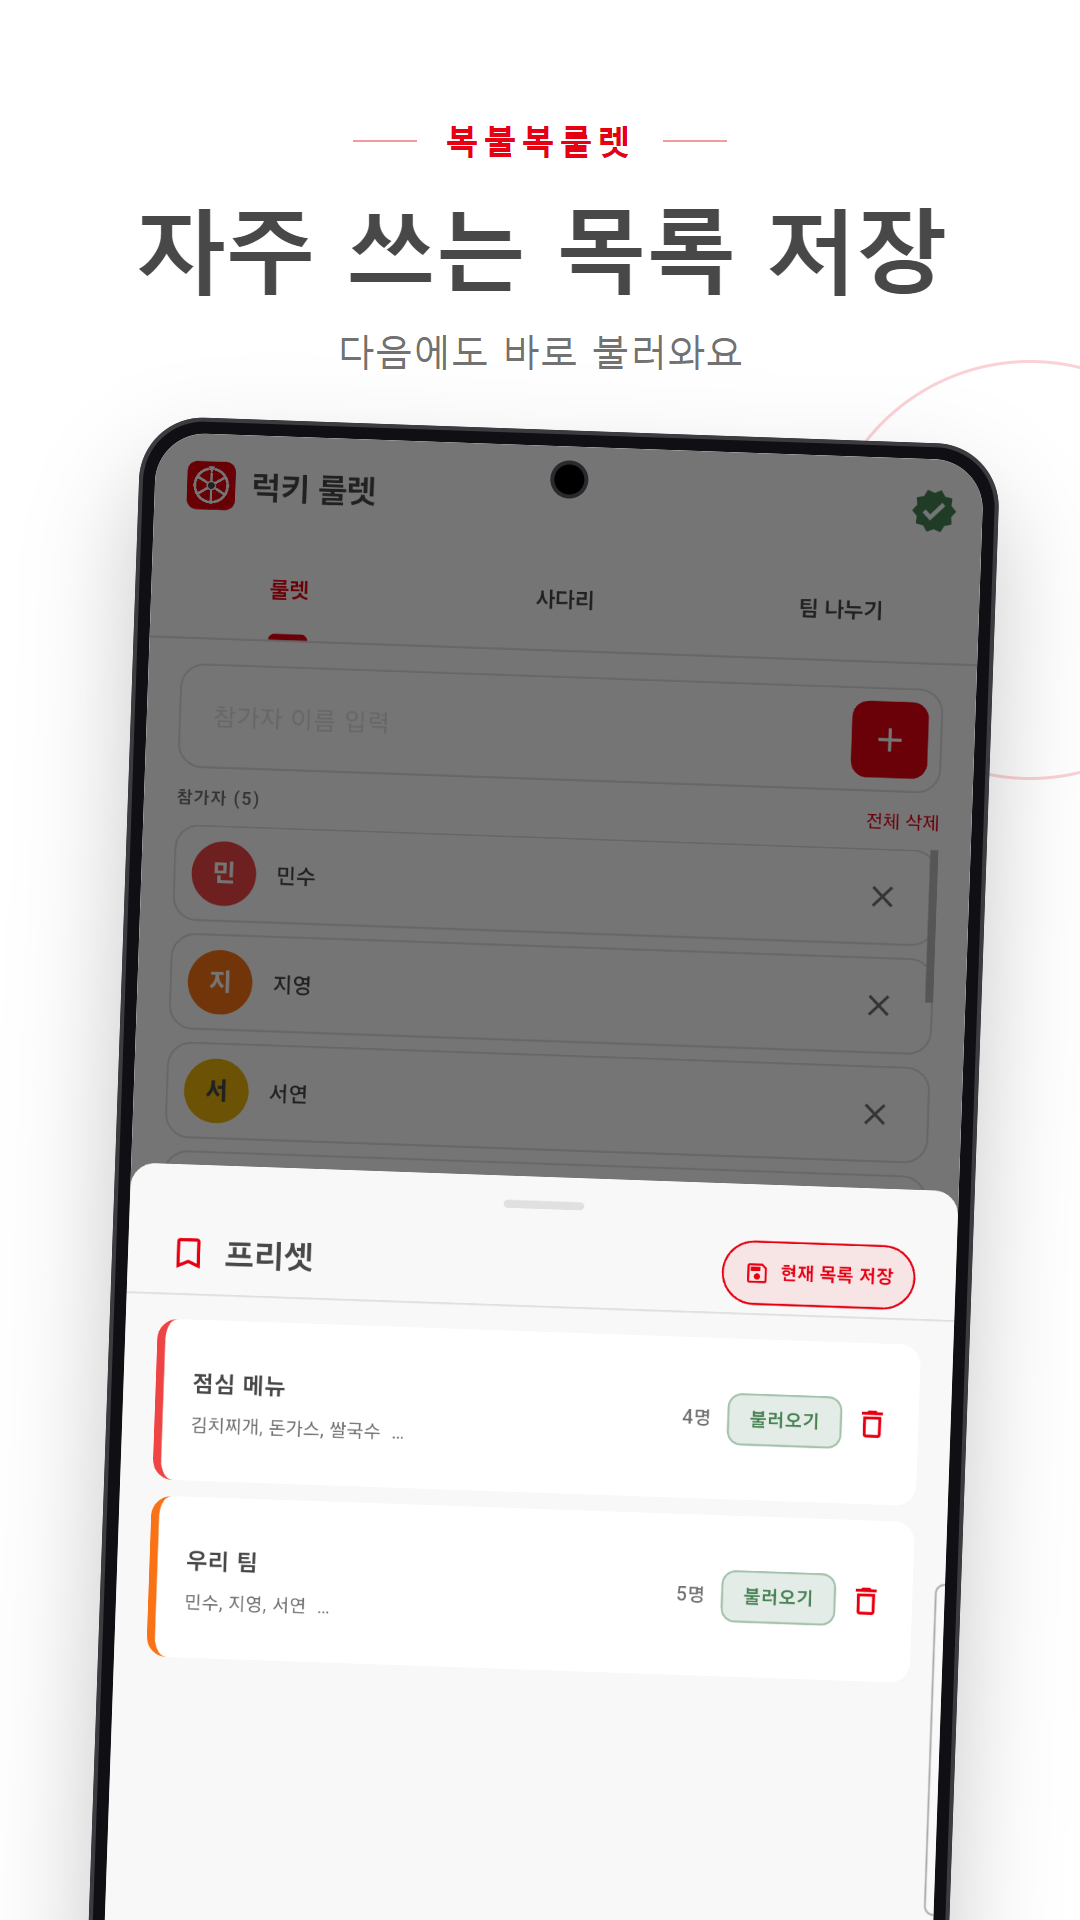 복불복룰렛
자주 쓰는 목록 저장
다음에도 바로 불러와요
럭키 룰렛
룰렛
사다리
팀 나누기
참가자 이름 입력
+
참가자 (5)
전체 삭제
민 민수
지 지영
서 서연
프리셋
현재 목록 저장
점심 메뉴
김치찌개, 돈가스, 쌀국수 ...
4명
불러오기
우리 팀
민수, 지영, 서연 ...
5명
불러오기